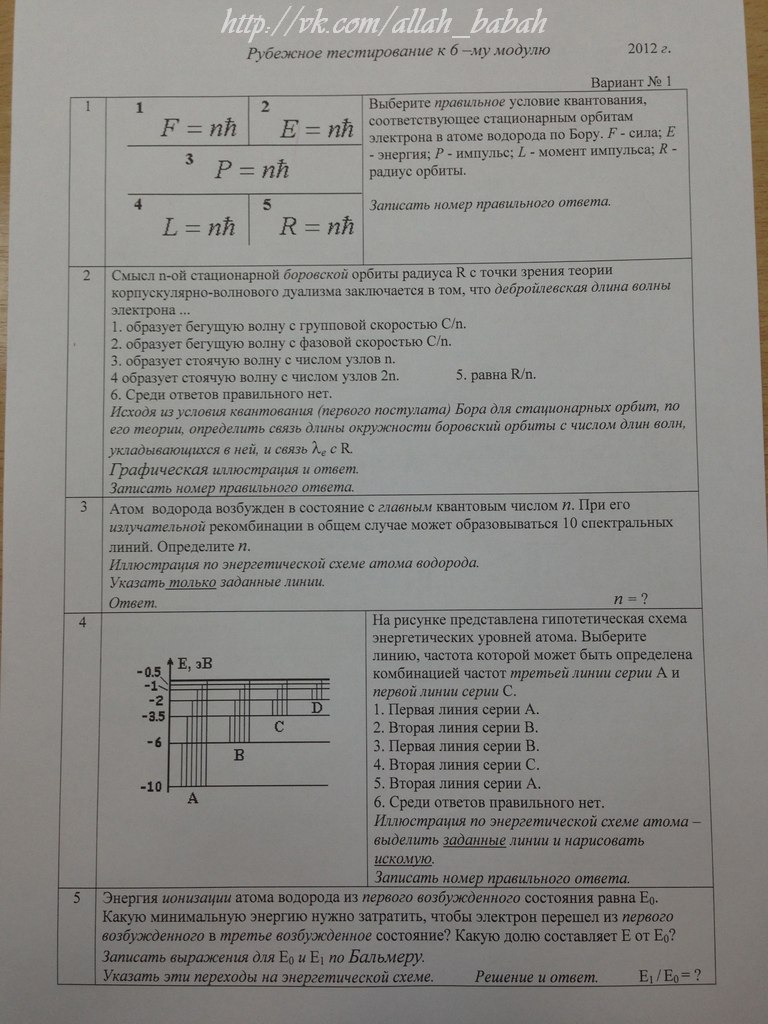 http://vk.com/allah_babah
Рубежное тестирование к 6 –му модулю 2012 г.
Вариант № 1
1
1 F = nħ
2 E = nħ
3 P = nħ
4 L = nħ
5 R = nħ
Выберите правильное условие квантования,
соответствующее стационарным орбитам
электрона в атоме водорода по Бору. F - сила; E
- энергия; P - импульс; L - момент импульса; R -
радиус орбиты.
Записать номер правильного ответа.
2
Смысл n-ой стационарной боровской орбиты радиуса R с точки зрения теории
корпускулярно-волнового дуализма заключается в том, что дебройлевская длина волны
электрона ...
1. образует бегущую волну с групповой скоростью C/n.
2. образует бегущую волну с фазовой скоростью C/n.
3. образует стоячую волну с числом узлов n.
4 образует стоячую волну с числом узлов 2n. 5. равна R/n.
6. Среди ответов правильного нет.
Исходя из условия квантования (первого постулата) Бора для стационарных орбит, по
его теории, определить связь длины окружности боровский орбиты с числом длин волн,
укладывающихся в ней, и связь λe с R.
Графическая иллюстрация и ответ.
Записать номер правильного ответа.
3
Атом водорода возбужден в состояние с главным квантовым числом n. При его
излучательной рекомбинации в общем случае может образовываться 10 спектральных
линий. Определите n.
Иллюстрация по энергетической схеме атома водорода.
Указать только заданные линии.
Ответ. n = ?
4
E, эВ
-0.5
-1
-2
-3.5
-6
-10
D
C
B
A
На рисунке представлена гипотетическая схема
энергетических уровней атома. Выберите
линию, частота которой может быть определена
комбинацией частот третьей линии серии А и
первой линии серии С.
1. Первая линия серии А.
2. Вторая линия серии В.
3. Первая линия серии В.
4. Вторая линия серии С.
5. Вторая линия серии А.
6. Среди ответов правильного нет.
Иллюстрация по энергетической схеме атома –
выделить заданные линии и нарисовать
искомую.
Записать номер правильного ответа.
5
Энергия ионизации атома водорода из первого возбужденного состояния равна E0.
Какую минимальную энергию нужно затратить, чтобы электрон перешел из первого
возбужденного в третье возбужденное состояние? Какую долю составляет E от E0?
Записать выражения для E0 и E1 по Бальмеру.
Указать эти переходы на энергетической схеме. Решение и ответ. E1 / E0 = ?